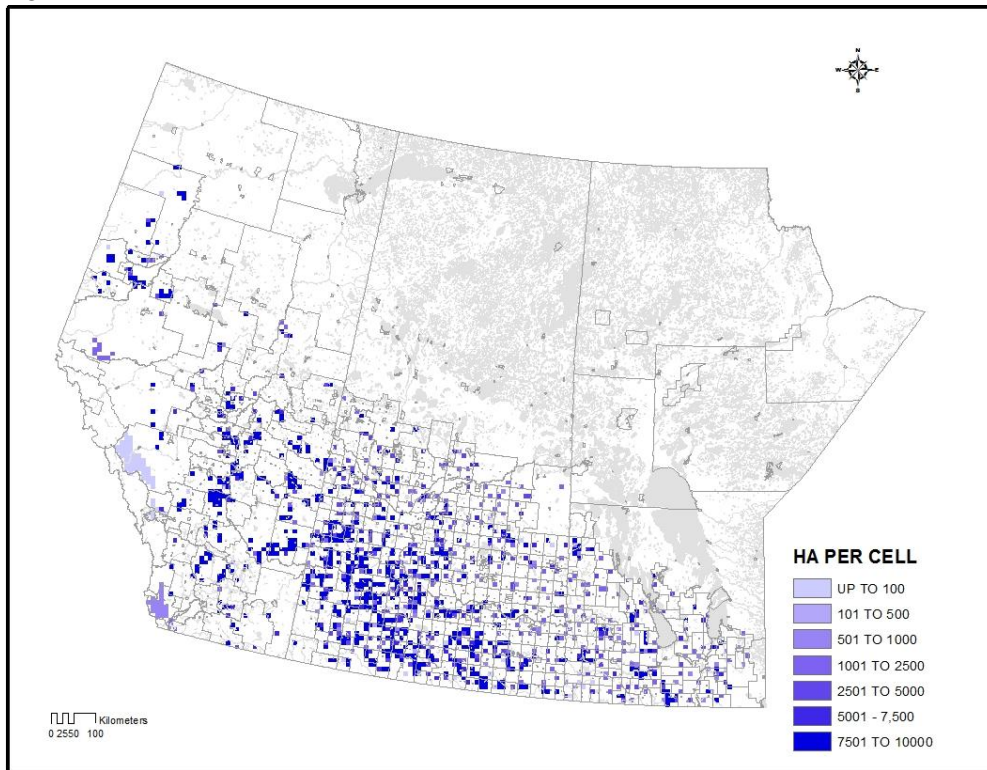 N
W E
S
HA PER CELL
UP TO 100
101 TO 500
501 TO 1000
1001 TO 2500
2501 TO 5000
5001 - 7,500
7501 TO 10000
Kilometers
0 2550 100